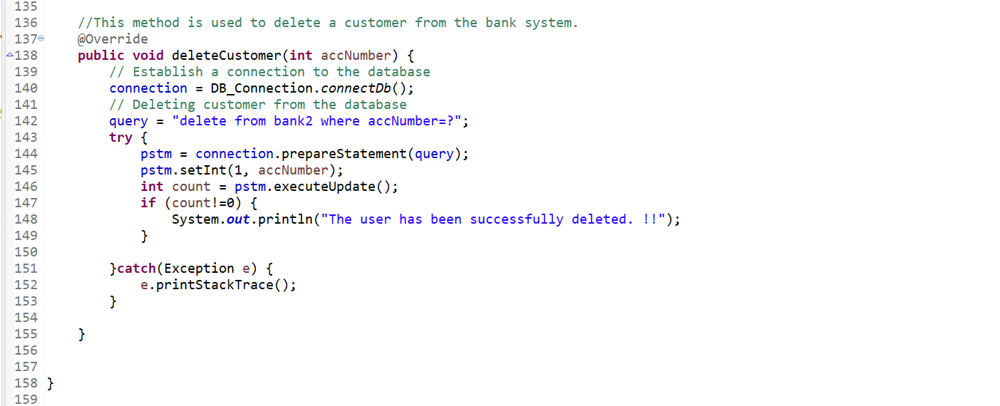 135
136 //This method is used to delete a customer from the bank system.
137 @Override
138 public void deleteCustomer(int accNumber) {
139 // Establish a connection to the database
140 connection = DB_Connection.connectDb();
141 // Deleting customer from the database
142 query = "delete from bank2 where accNumber=?";
143 try {
144 pstm = connection.prepareStatement(query);
145 pstm.setInt(1, accNumber);
146 int count = pstm.executeUpdate();
147 if (count!=0) {
148 System.out.println("The user has been successfully deleted. !!");
149 }
150
151 }catch(Exception e) {
152 e.printStackTrace();
153 }
154
155 }
156
157
158 }
159